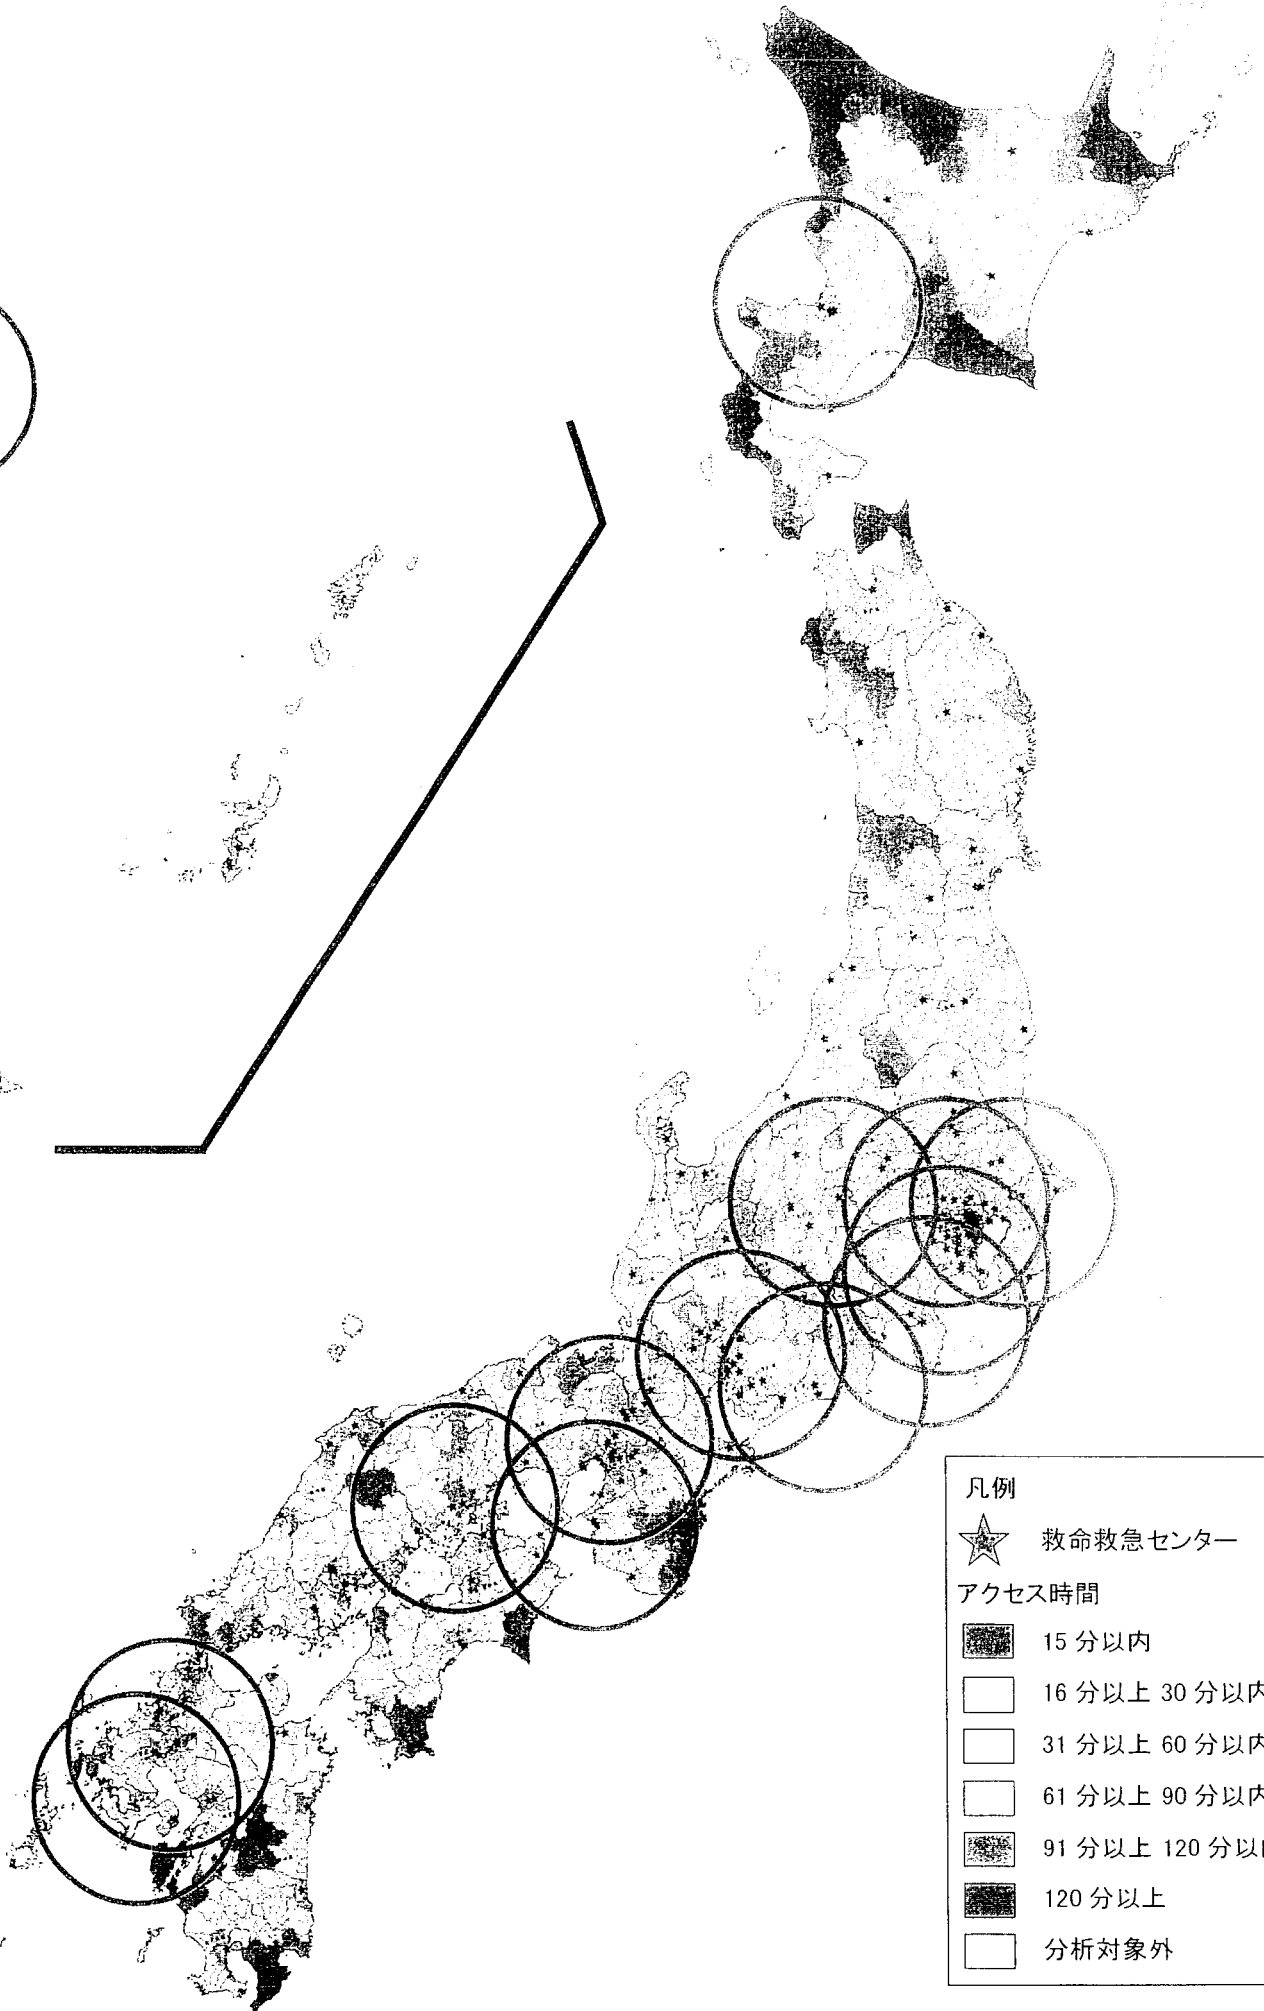 凡例
救命救急センター
アクセス時間
15 分以内
16 分以上 30 分以内
31 分以上 60 分以内
61 分以上 90 分以内
91 分以上 120 分以内
120 分以上
分析対象外